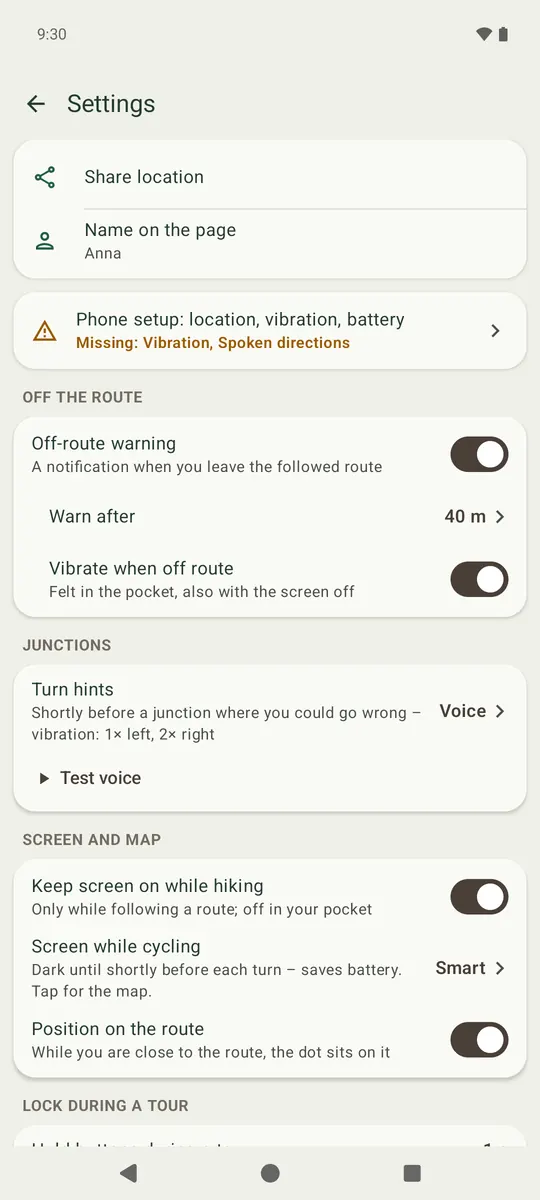 9:30
Settings
Share location
Name on the page
Anna
Phone setup: location, vibration, battery
Missing: Vibration, Spoken directions
OFF THE ROUTE
Off-route warning
A notification when you leave the followed route
Warn after
40 m
Vibrate when off route
Felt in the pocket, also with the screen off
JUNCTIONS
Turn hints
Shortly before a junction where you could go wrong –
vibration: 1× left, 2× right
Voice
Test voice
SCREEN AND MAP
Keep screen on while hiking
Only while following a route; off in your pocket
Screen while cycling
Dark until shortly before each turn – saves battery.
Tap for the map.
Smart
Position on the route
While you are close to the route, the dot sits on it
LOCK DURING A TOUR